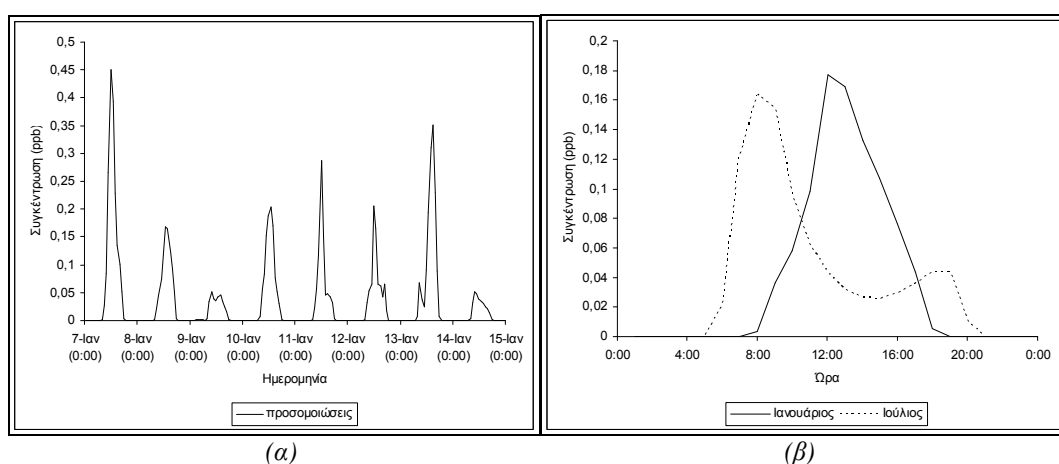 0,5
0,45
0,4
0,35
0,3
0,25
0,2
0,15
0,1
0,05
0
Συγκέντρωση (ppb)
7-Ιαν 8-Ιαν 9-Ιαν 10-Ιαν 11-Ιαν 12-Ιαν 13-Ιαν 14-Ιαν 15-Ιαν
(0:00) (0:00) (0:00) (0:00) (0:00) (0:00) (0:00) (0:00) (0:00)
Ημερομηνία
προσομοιώσεις
(α)
0,2
0,18
0,16
0,14
0,12
0,1
0,08
0,06
0,04
0,02
0
Συγκέντρωση (ppb)
0:00 4:00 8:00 12:00 16:00 20:00 0:00
Ώρα
Ιανουάριος Ιούλιος
(β)